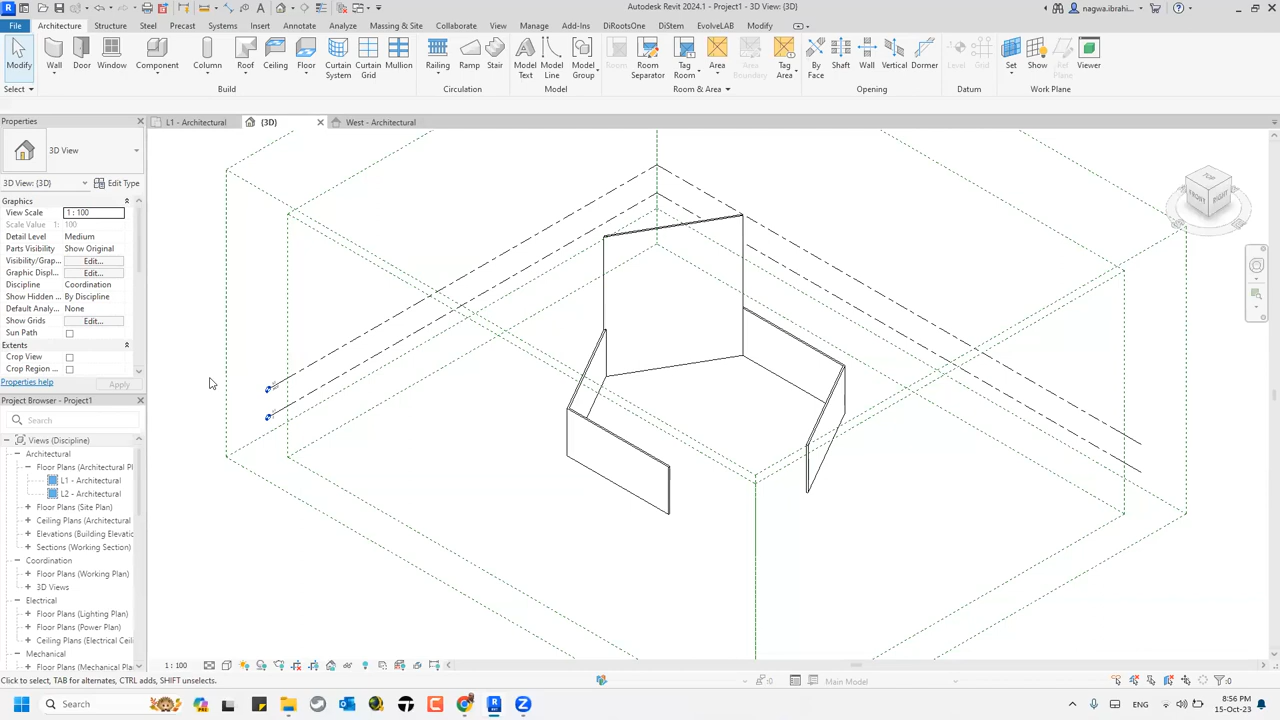 Autodesk Revit 2024.1 - Project1 - 3D View: {3D}
nagwa.ibrahi...
File Architecture Structure Steel Precast Systems Insert Annotate Analyze Massing & Site Collaborate View Manage Add-Ins DiRootsOne DiStem EvolveLAB Modify
Modify Wall Door Window Component Column Roof Ceiling Floor Curtain System Curtain Grid Mullion Railing Ramp Stair Model Text Model Line Model Group Room Room Separator Tag Room Area Area Boundary Tag Area By Face Shaft Wall Vertical Dormer Level Grid Set Show Ref Plane Viewer
Select Build Circulation Model Room & Area Opening Datum Work Plane
Properties
L1 - Architectural {3D} West - Architectural
3D View
3D View: {3D} Edit Type
Graphics
View Scale 1 : 100
Scale Value 1: 100
Detail Level Medium
Parts Visibility Show Original
Visibility/Grap... Edit...
Graphic Displ... Edit...
Discipline Coordination
Show Hidden ... By Discipline
Default Analy... None
Show Grids Edit...
Sun Path
Extents
Crop View
Crop Region ...
Properties help Apply
Project Browser - Project1
Search
Views (Discipline)
Architectural
Floor Plans (Architectural Pl
L1 - Architectural
L2 - Architectural
Floor Plans (Site Plan)
Ceiling Plans (Architectural
Elevations (Building Elevatio
Sections (Working Section)
Coordination
Floor Plans (Working Plan)
3D Views
Electrical
Floor Plans (Lighting Plan)
Floor Plans (Power Plan)
Ceiling Plans (Electrical Ceil
Mechanical
Floor Plans (Mechanical Pla
TOP
FRONT RIGHT
1 : 100
Click to select, TAB for alternates, CTRL adds, SHIFT unselects.
:0
Main Model
:0
Search
ENG
5:56 PM
15-Oct-23